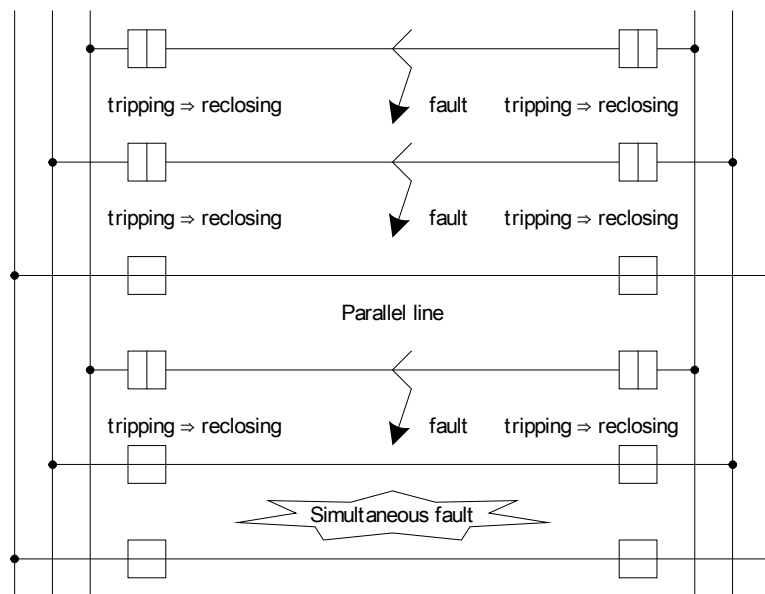 tripping ⇒ reclosing fault tripping ⇒ reclosing
tripping ⇒ reclosing fault tripping ⇒ reclosing
Parallel line
tripping ⇒ reclosing fault tripping ⇒ reclosing
Simultaneous fault